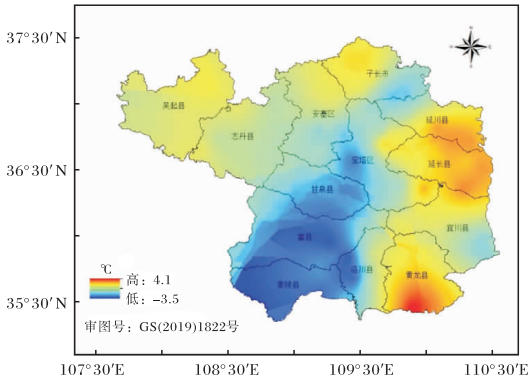 37°30′N
36°30′N
35°30′N
子长市
吴起县
安塞区
延川县
志丹县
延长县
宝塔区
甘泉县
宜川县
富县
洛川县
黄龙县
黄陵县
℃
高：4.1
低：-3.5
审图号：GS(2019)1822号
107°30′E 108°30′E 109°30′E 110°30′E